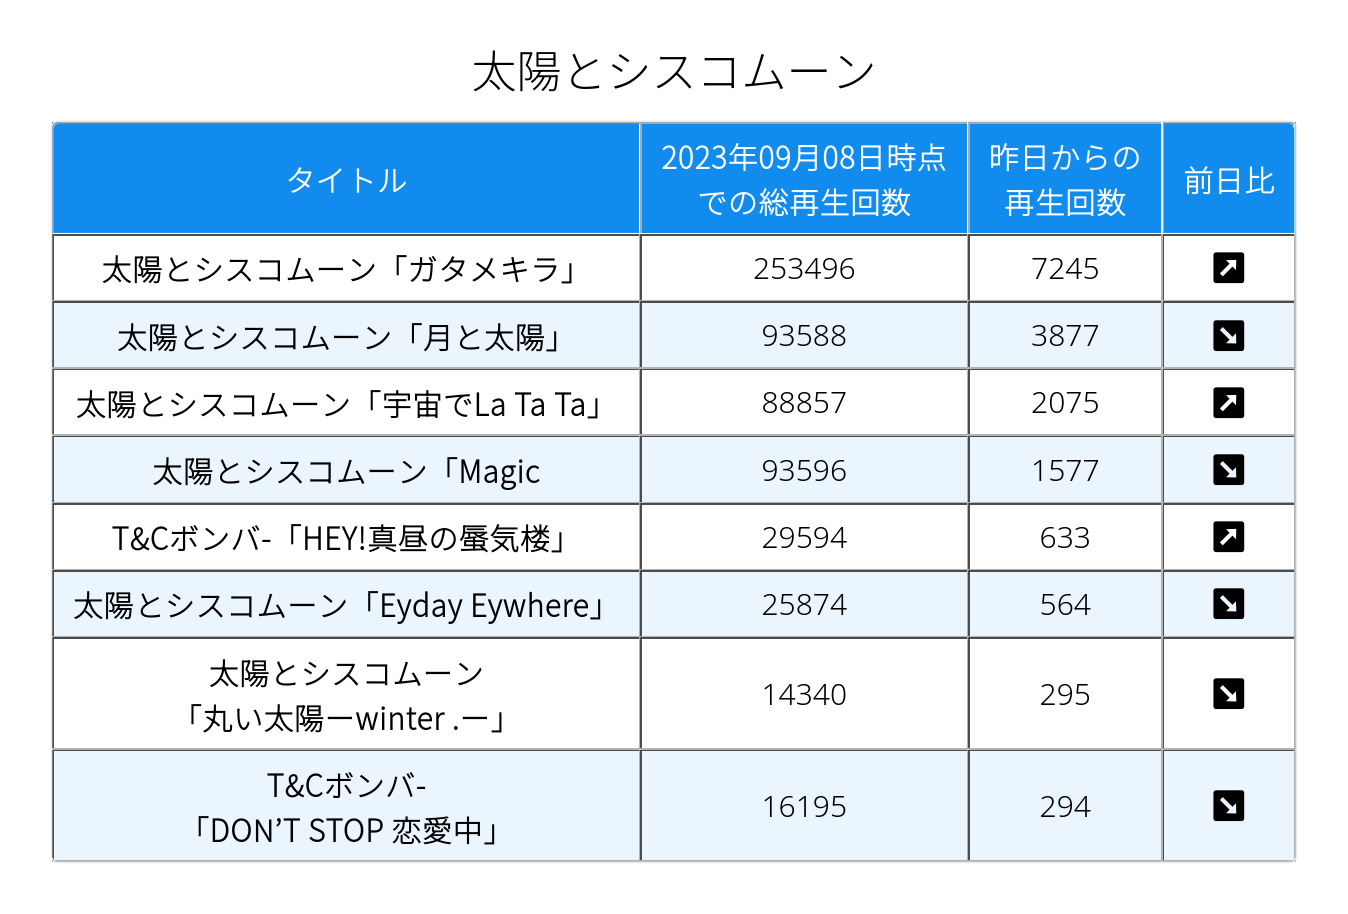 太陽とシスコムーン
タイトル
2023年09月08日時点
での総再生回数
昨日からの
再生回数
前日比
太陽とシスコムーン「ガタメキラ」
253496
7245
太陽とシスコムーン「月と太陽」
93588
3877
太陽とシスコムーン「宇宙でLa Ta Ta」
88857
2075
太陽とシスコムーン「Magic
93596
1577
T&Cボンバ-「HEY!真昼の蜃気楼」
29594
633
太陽とシスコムーン「Eyday Eywhere」
25874
564
太陽とシスコムーン
「丸い太陽ーwinter .ー」
14340
295
T&Cボンバ-
「DON’T STOP 恋愛中」
16195
294